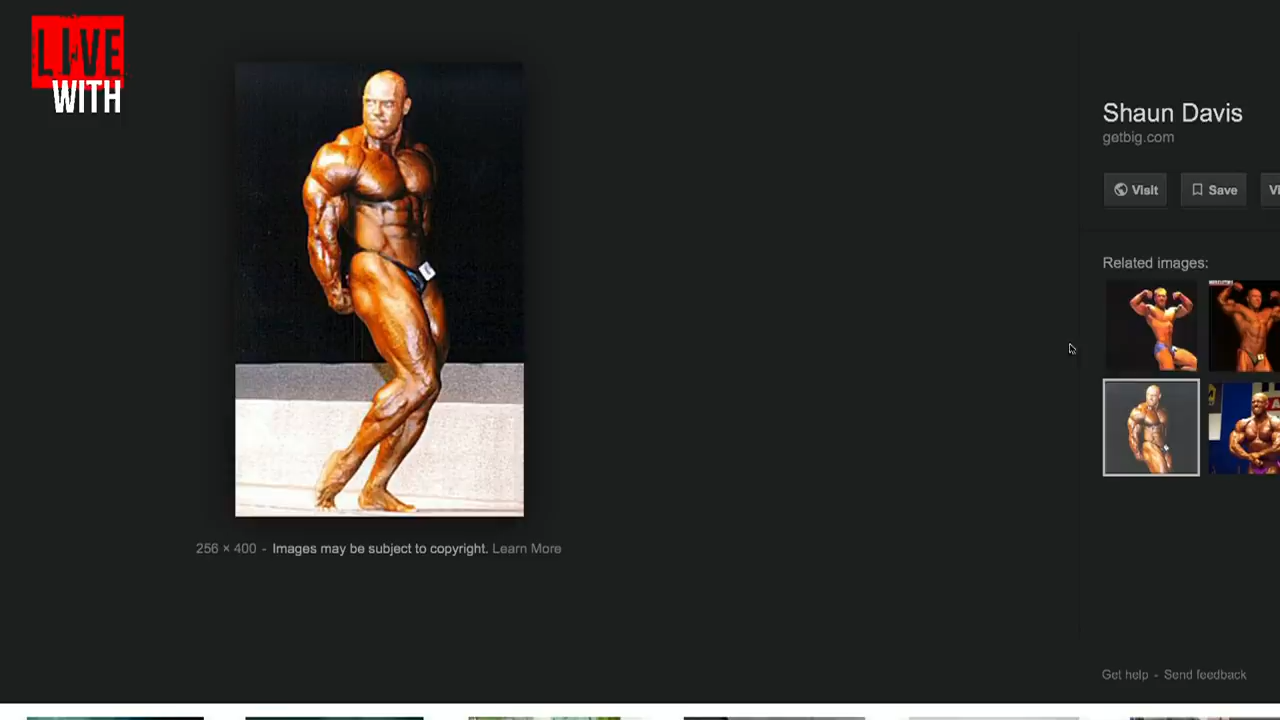 LIVE
WITH
Shaun Davis
getbig.com
Visit
Save
Related images:
256 × 400 - Images may be subject to copyright. Learn More
Get help - Send feedback